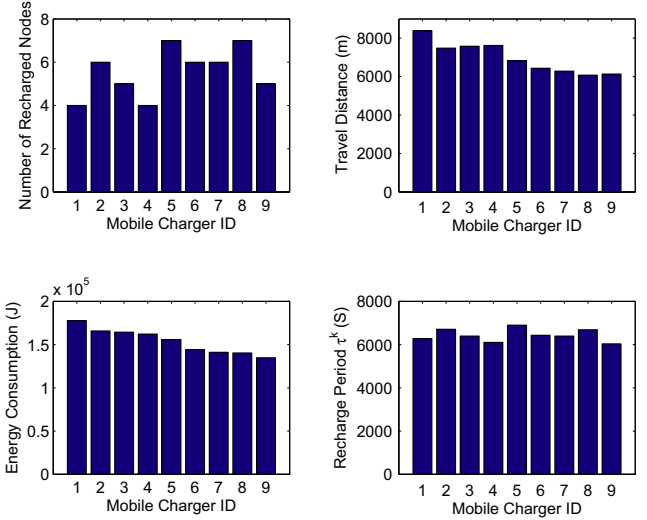 Number of Recharged Nodes
8
6
4
2
0
1 2 3 4 5 6 7 8 9
Mobile Charger ID
Travel Distance (m)
8000
6000
4000
2000
0
1 2 3 4 5 6 7 8 9
Mobile Charger ID
Energy Consumption (J)
x 10^5
2
1.5
1
0.5
0
1 2 3 4 5 6 7 8 9
Mobile Charger ID
Recharge Period τ^k (S)
8000
6000
4000
2000
0
1 2 3 4 5 6 7 8 9
Mobile Charger ID